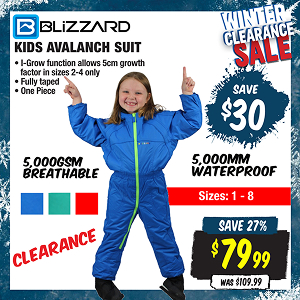 BLIZZARD
KIDS AVALANCH SUIT
• I-Grow function allows 5cm growth
factor in sizes 2-4 only
• Fully taped
• One Piece
WINTER
CLEARANCE
SALE
SAVE
$30
5,000GSM
BREATHABLE
5,000MM
WATERPROOF
Sizes: 1 - 8
CLEARANCE
SAVE 27%
$79.99
WAS $109.99